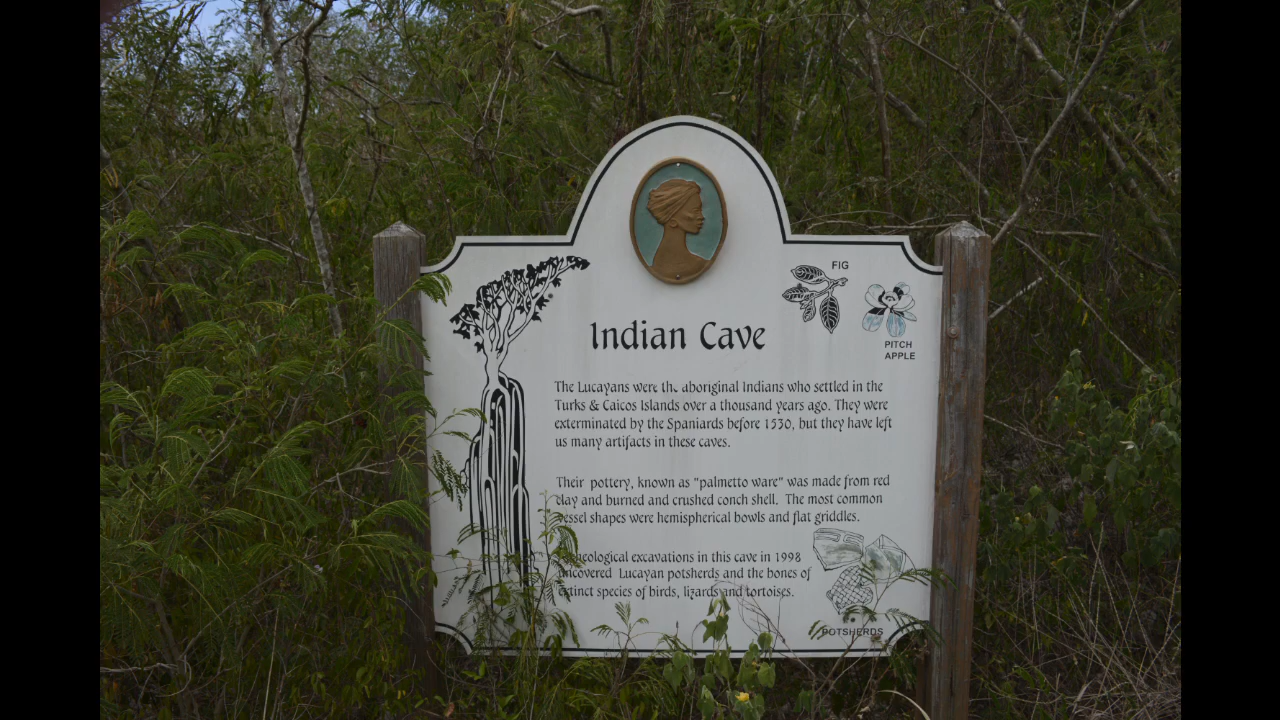 FIG
PITCH
APPLE
Indian Cave
The Lucayans were the aboriginal Indians who settled in the
Turks & Caicos Islands over a thousand years ago. They were
exterminated by the Spaniards before 1530, but they have left
us many artifacts in these caves.
Their pottery, known as "palmetto ware" was made from red
clay and burned and crushed conch shell. The most common
vessel shapes were hemispherical bowls and flat griddles.
Archeological excavations in this cave in 1998
uncovered Lucayan potsherds and the bones of
extinct species of birds, lizards and tortoises.
POTSHERDS